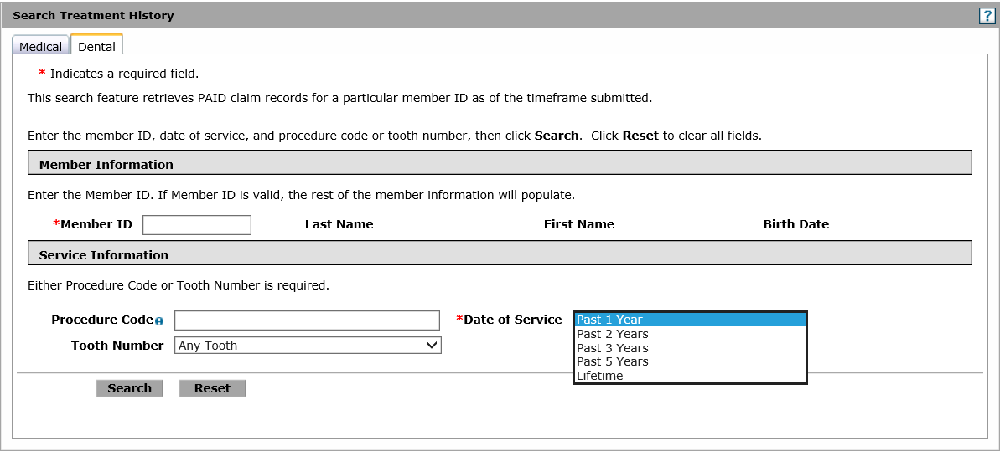 Search Treatment History
?
Medical Dental
* Indicates a required field.
This search feature retrieves PAID claim records for a particular member ID as of the timeframe submitted.
Enter the member ID, date of service, and procedure code or tooth number, then click Search. Click Reset to clear all fields.
Member Information
Enter the Member ID. If Member ID is valid, the rest of the member information will populate.
*Member ID Last Name First Name Birth Date
Service Information
Either Procedure Code or Tooth Number is required.
Procedure Code *Date of Service Past 1 Year
Past 2 Years
Tooth Number Any Tooth Past 3 Years
Past 5 Years
Lifetime
Search Reset